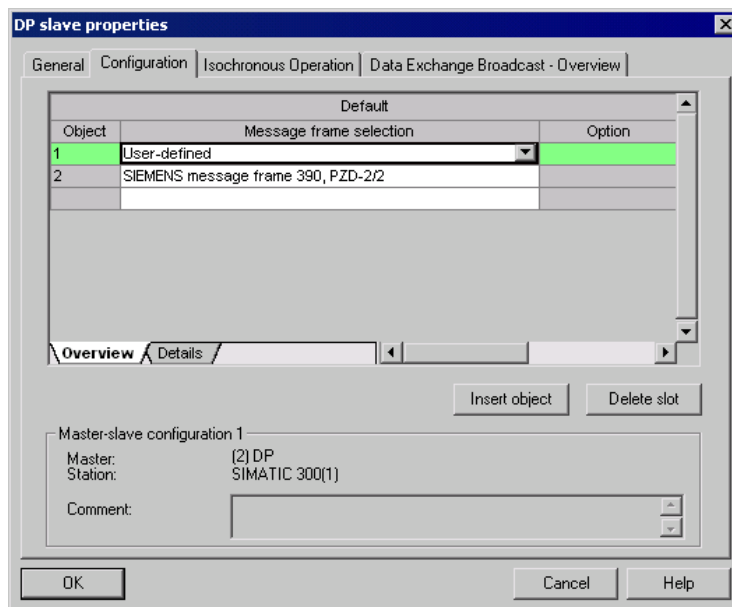 DP slave properties
General Configuration Isochronous Operation Data Exchange Broadcast - Overview
Default
Object Message frame selection Option
1 User-defined
2 SIEMENS message frame 390, PZD-2/2
Overview Details
Insert object Delete slot
Master-slave configuration 1
Master: (2) DP
Station: SIMATIC 300(1)
Comment:
OK Cancel Help